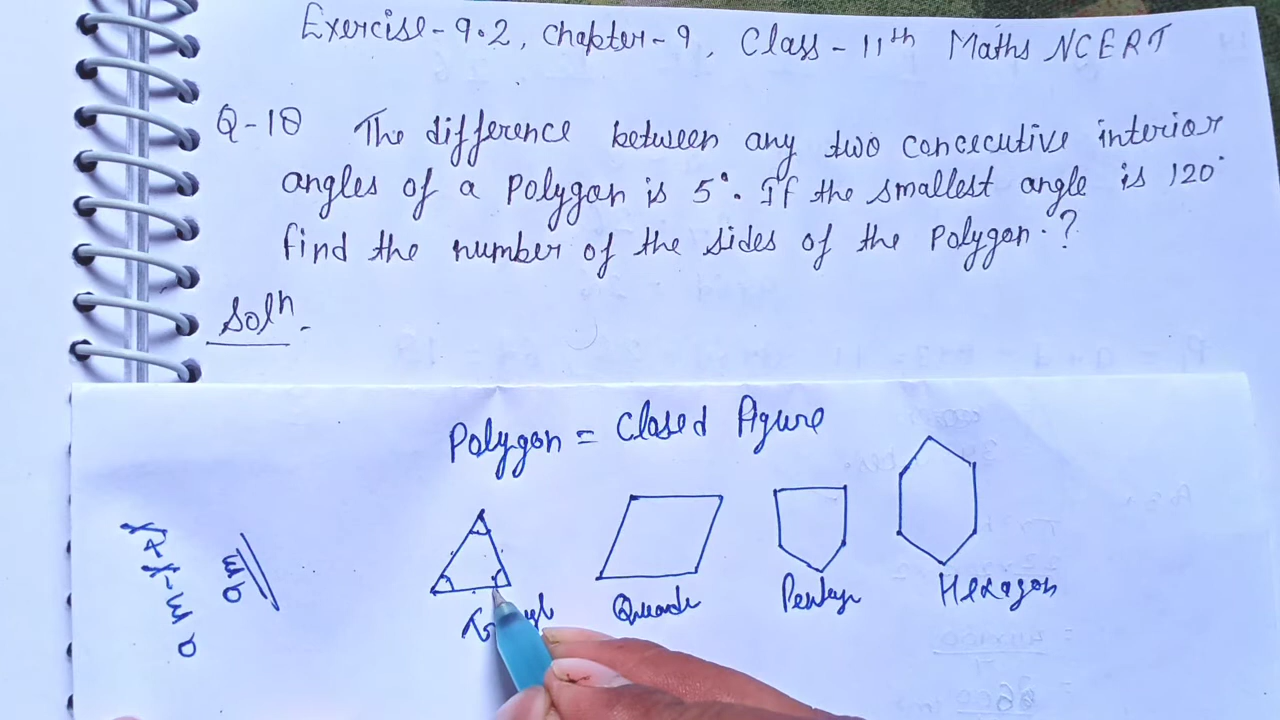 Exercise-9.2, Chapter-9, Class-11th Maths NCERT
Q-18 The difference between any two concecutive interior
angles of a Polygon is 5°. If the smallest angle is 120°
find the number of the sides of the Polygon.?
Solⁿ.
Polygon = Closed Figure
Hexagon